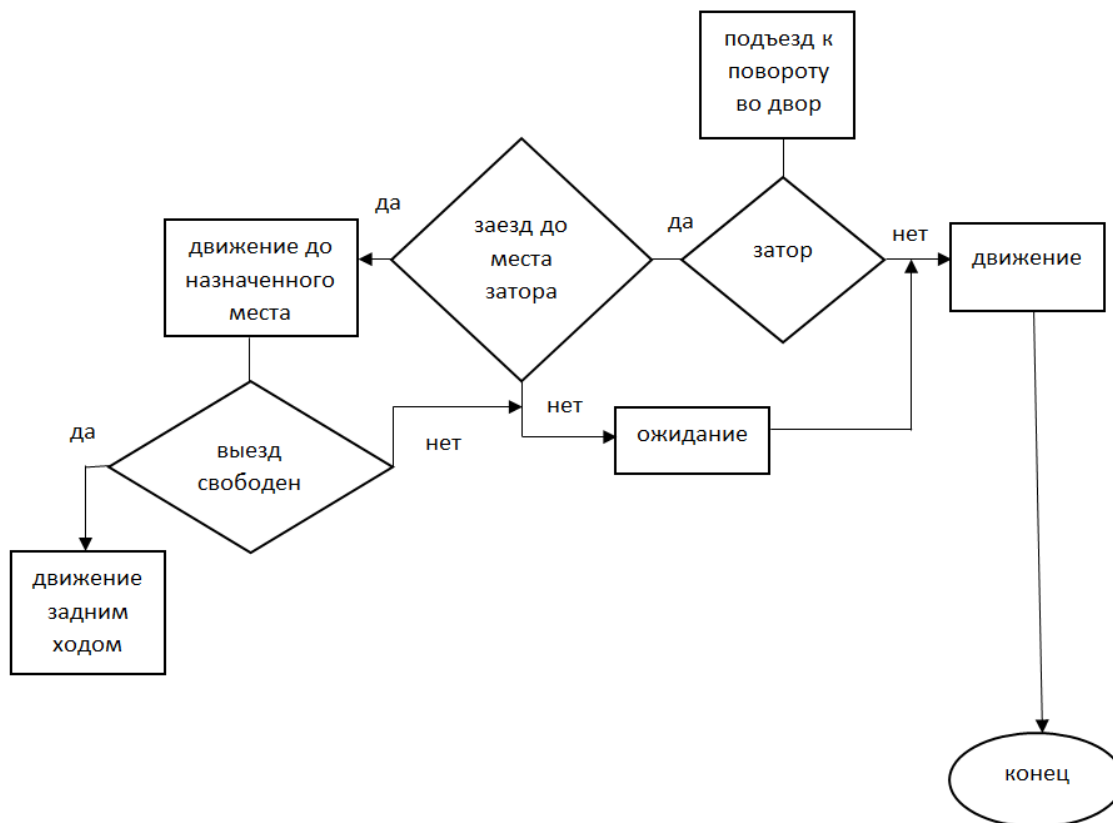 подъезд к
повороту
во двор
да
заезд до
места
затора
да
затор
нет
движение
движение до
назначенного
места
да
выезд
свободен
нет
нет
ожидание
движение
задним
ходом
конец